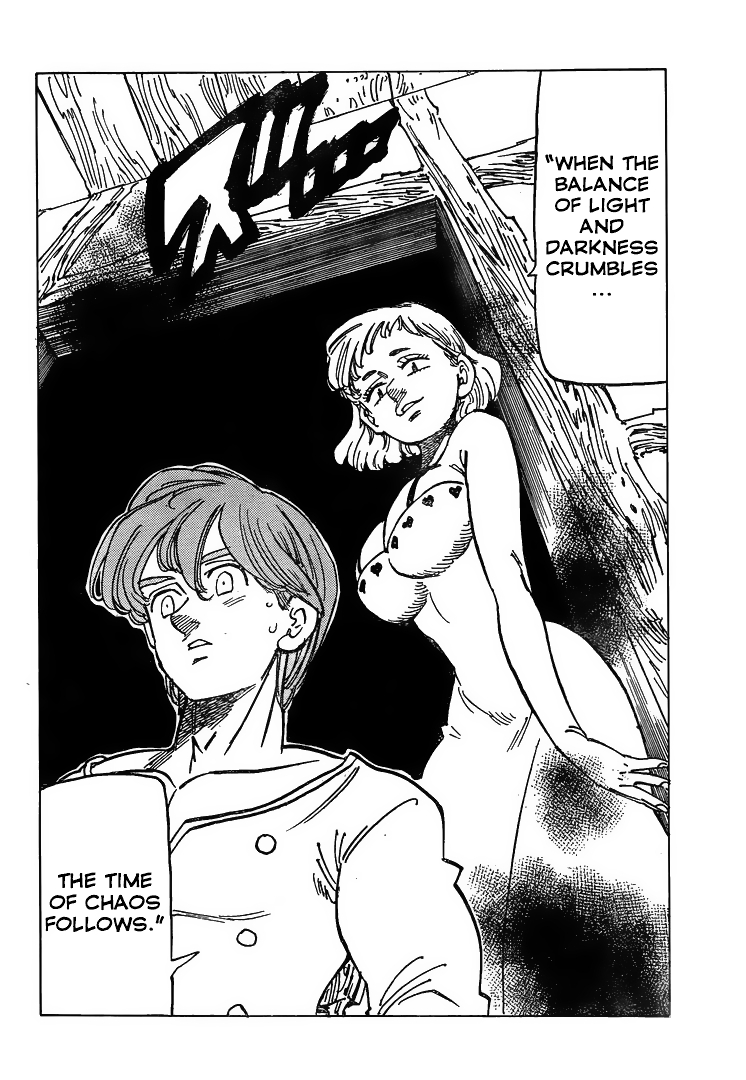 "WHEN THE
BALANCE
OF LIGHT
AND
DARKNESS
CRUMBLES
...
THE TIME
OF CHAOS
FOLLOWS."